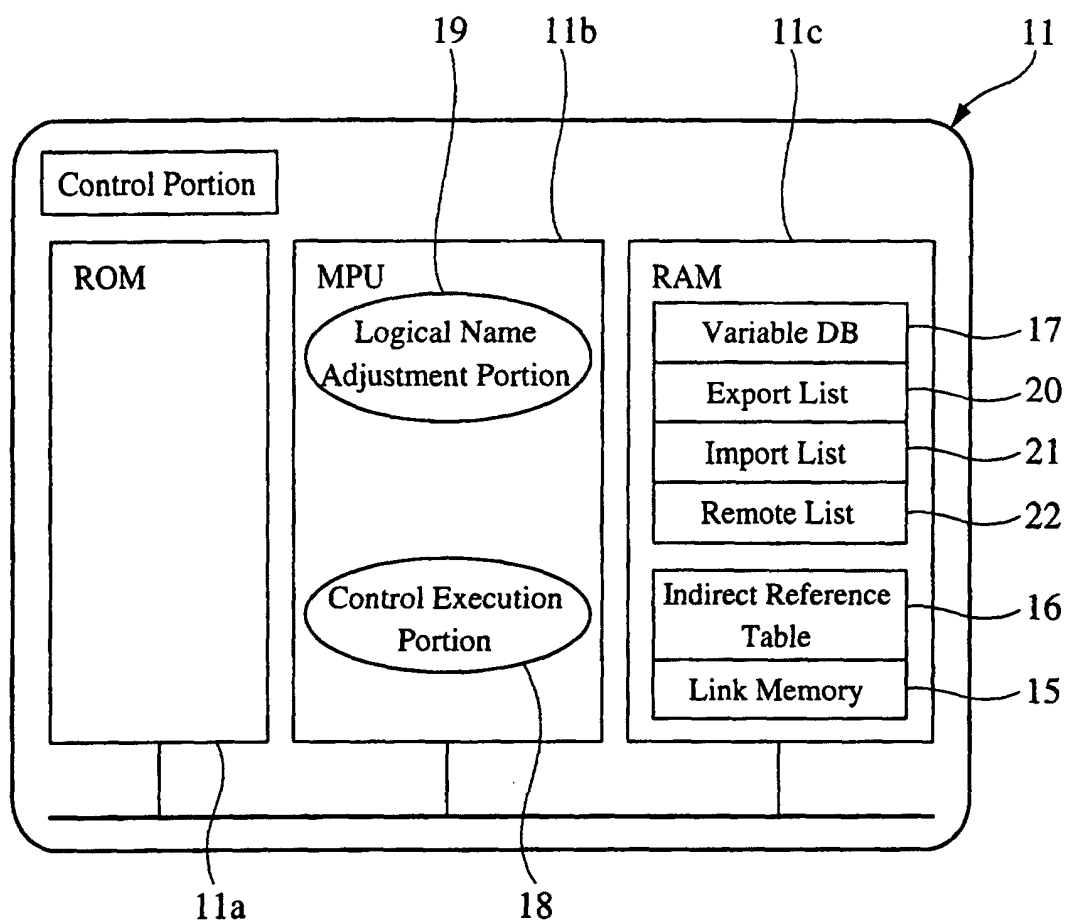 19
11b
11c
11
Control Portion
ROM
MPU
Logical Name
Adjustment Portion
Control Execution
Portion
RAM
Variable DB
17
Export List
20
Import List
21
Remote List
22
Indirect Reference
Table
16
Link Memory
15
11a
18